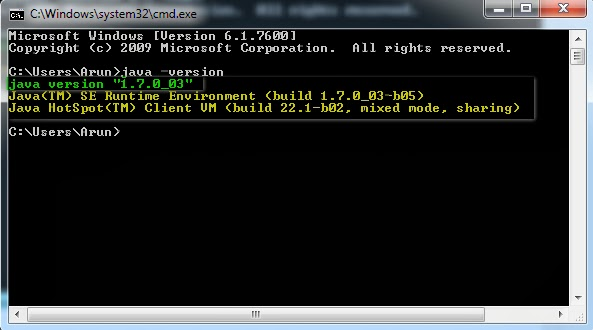 C:\Windows\system32\cmd.exe
Microsoft Windows [Version 6.1.7600]
Copyright (c) 2009 Microsoft Corporation.  All rights reserved.
C:\Users\Arun>java -version
java version "1.7.0_03"
Java(TM) SE Runtime Environment (build 1.7.0_03-b05)
Java HotSpot(TM) Client VM (build 22.1-b02, mixed mode, sharing)
C:\Users\Arun>